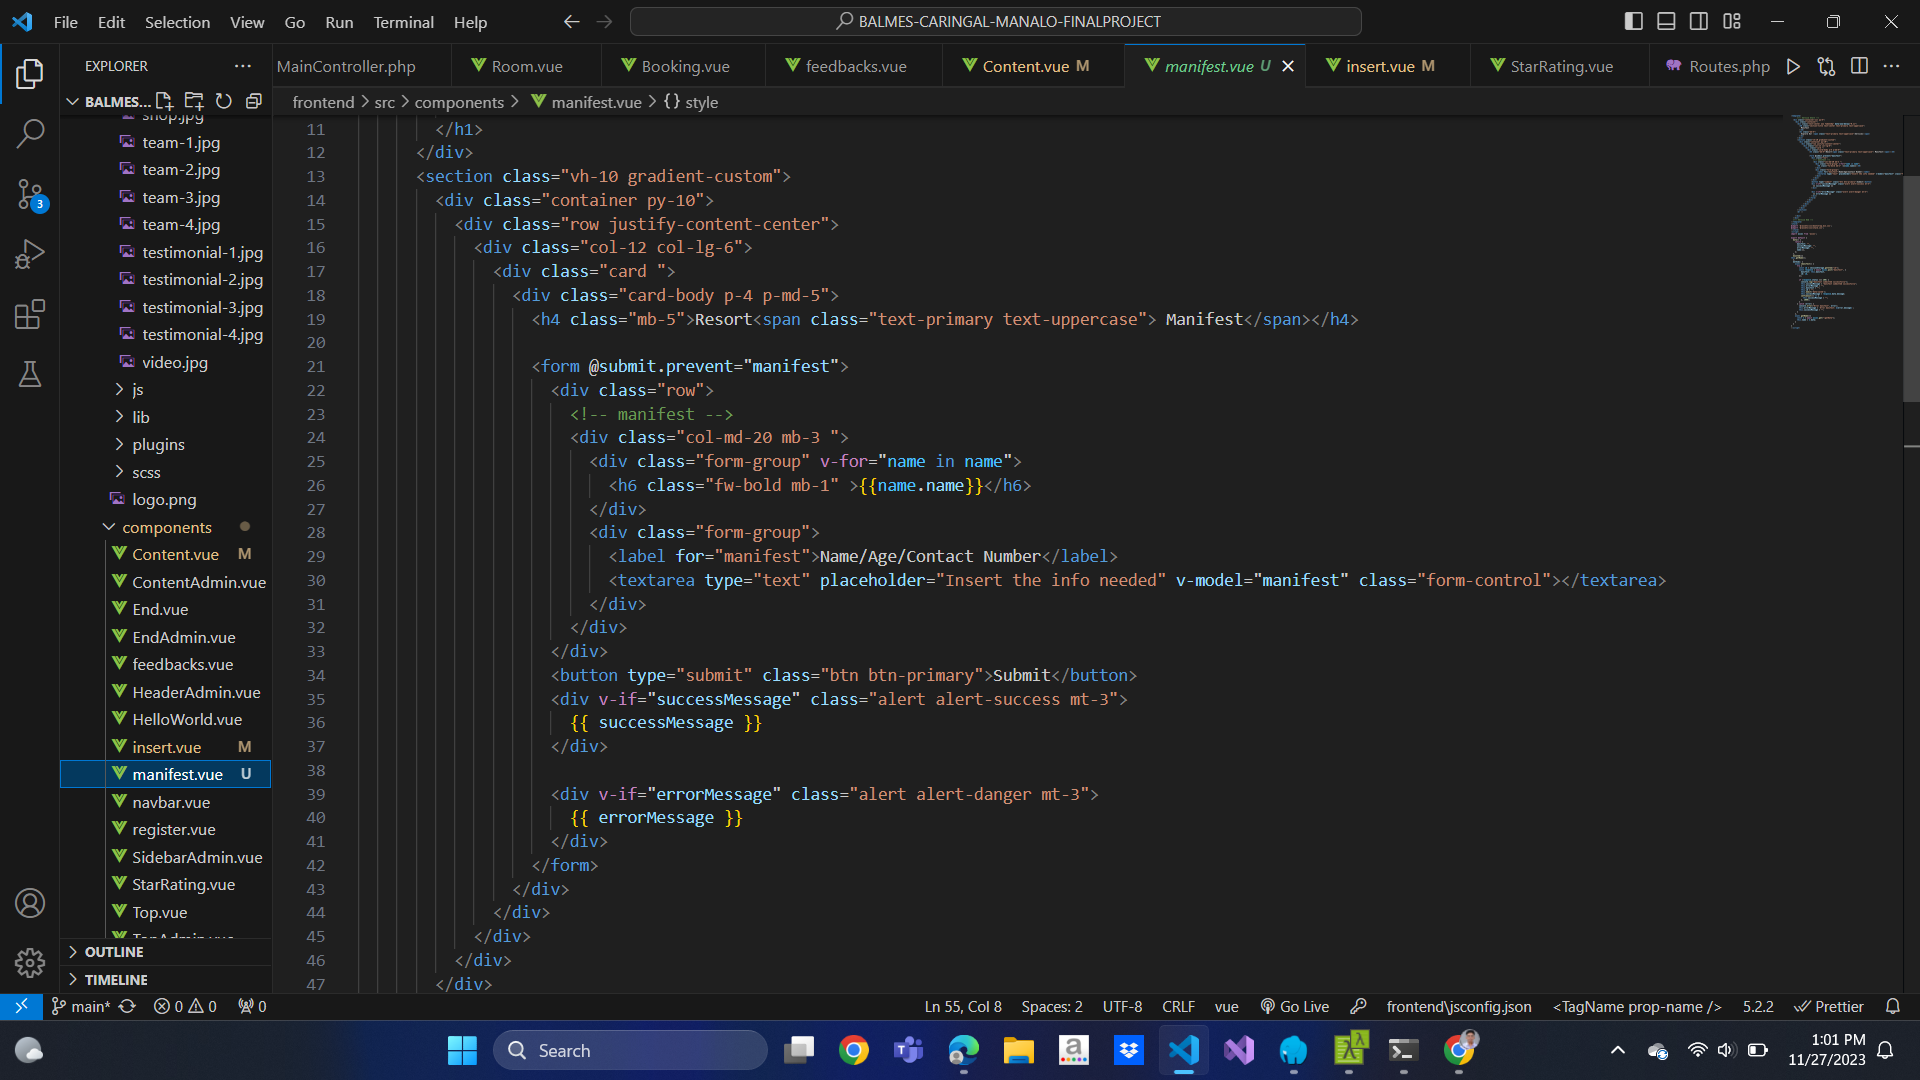 File Edit Selection View Go Run Terminal Help
BALMES-CARINGAL-MANALO-FINALPROJECT
EXPLORER
MainController.php
Room.vue
Booking.vue
feedbacks.vue
Content.vue M
manifest.vue U
insert.vue M
StarRating.vue
Routes.php
BALMES...
frontend > src > components > manifest.vue > {} style
shop.jpg
team-1.jpg
team-2.jpg
team-3.jpg
team-4.jpg
testimonial-1.jpg
testimonial-2.jpg
testimonial-3.jpg
testimonial-4.jpg
video.jpg
js
lib
plugins
scss
logo.png
components
Content.vue M
ContentAdmin.vue
End.vue
EndAdmin.vue
feedbacks.vue
HeaderAdmin.vue
HelloWorld.vue
insert.vue M
manifest.vue U
navbar.vue
register.vue
SidebarAdmin.vue
StarRating.vue
Top.vue
TopAdmin.vue
OUTLINE
TIMELINE
3
11 </h1>
12 </div>
13 <section class="vh-10 gradient-custom">
14 <div class="container py-10">
15 <div class="row justify-content-center">
16 <div class="col-12 col-lg-6">
17 <div class="card ">
18 <div class="card-body p-4 p-md-5">
19 <h4 class="mb-5">Resort<span class="text-primary text-uppercase"> Manifest</span></h4>
20
21 <form @submit.prevent="manifest">
22 <div class="row">
23 <!-- manifest -->
24 <div class="col-md-20 mb-3 ">
25 <div class="form-group" v-for="name in name">
26 <h6 class="fw-bold mb-1" >{{name.name}}</h6>
27 </div>
28 <div class="form-group">
29 <label for="manifest">Name/Age/Contact Number</label>
30 <textarea type="text" placeholder="Insert the info needed" v-model="manifest" class="form-control"></textarea>
31 </div>
32 </div>
33 </div>
34 <button type="submit" class="btn btn-primary">Submit</button>
35 <div v-if="successMessage" class="alert alert-success mt-3">
36 {{ successMessage }}
37 </div>
38
39 <div v-if="errorMessage" class="alert alert-danger mt-3">
40 {{ errorMessage }}
41 </div>
42 </form>
43 </div>
44 </div>
45 </div>
46 </div>
47 </div>
main* 0 0 0
Ln 55, Col 8 Spaces: 2 UTF-8 CRLF vue Go Live frontend\jsconfig.json <TagName prop-name /> 5.2.2 Prettier
Search
1:01 PM
11/27/2023